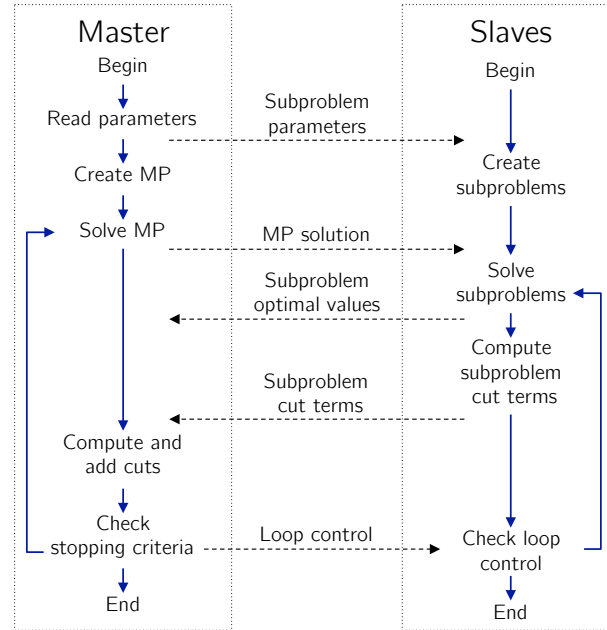 Master
Begin
Read parameters
Create MP
Solve MP
Compute and
add cuts
Check
stopping criteria
End
Subproblem
parameters
MP solution
Subproblem
optimal values
Subproblem
cut terms
Loop control
Slaves
Begin
Create
subproblems
Solve
subproblems
Compute
subproblem
cut terms
Check loop
control
End